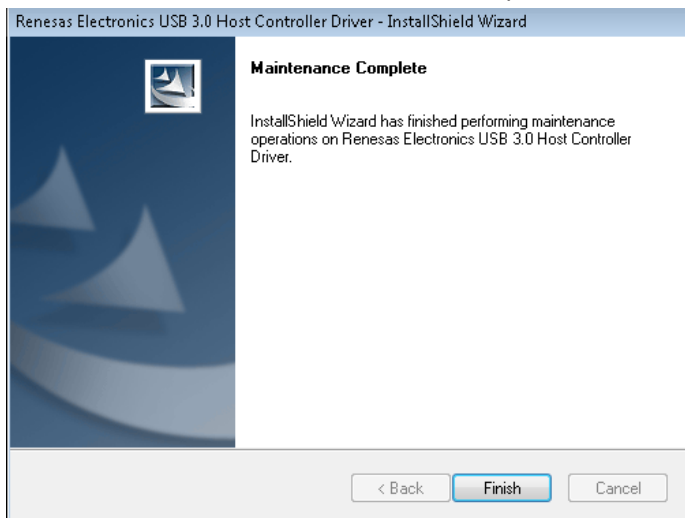 Renesas Electronics USB 3.0 Host Controller Driver - InstallShield Wizard
Maintenance Complete
InstallShield Wizard has finished performing maintenance
operations on Renesas Electronics USB 3.0 Host Controller
Driver.
< Back
Finish
Cancel